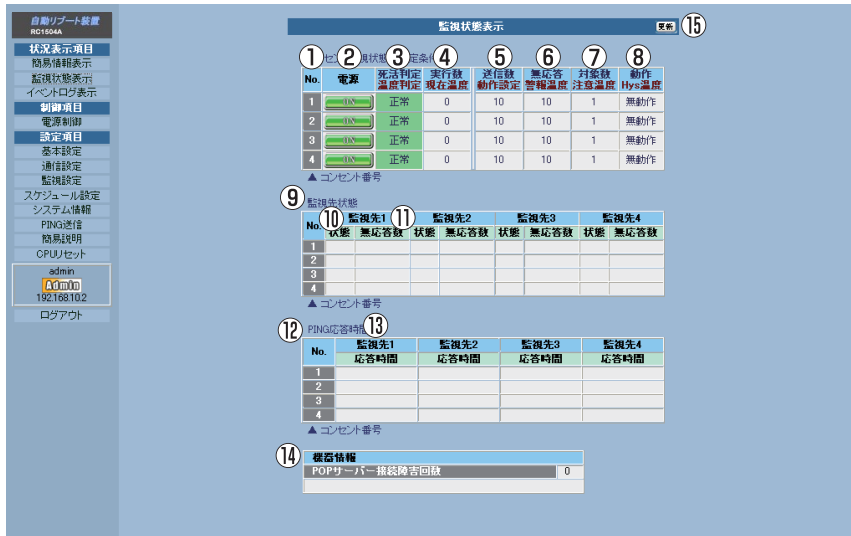 自動リブート装置
RC1504A
状況表示項目
簡易情報表示
監視状態表示
イベントログ表示
制御項目
電源制御
設定項目
基本設定
通信設定
監視設定
スケジュール設定
システム情報
PING送信
簡易説明
CPUリセット
admin
Admin
192.168.10.2
ログアウト
監視状態表示 更新 ⑮
① ② ③ ④ ⑤ ⑥ ⑦ ⑧
No. 電源 死活判定 実行数 送信数 無応答 対象数 動作
温度判定 現在温度 動作設定 警報温度 注意温度 Hys温度
1 ON 正常 0 10 10 1 無動作
2 ON 正常 0 10 10 1 無動作
3 ON 正常 0 10 10 1 無動作
4 ON 正常 0 10 10 1 無動作
▲ コンセント番号
⑨ 監視先状態
⑩ ⑪
No. 監視先1 監視先2 監視先3 監視先4
状態 無応答数 状態 無応答数 状態 無応答数 状態 無応答数
1
2
3
4
▲ コンセント番号
⑫ PING応答時間 ⑬
No. 監視先1 監視先2 監視先3 監視先4
応答時間 応答時間 応答時間 応答時間
1
2
3
4
▲ コンセント番号
⑭ 機器情報
POPサーバー接続障害回数 0